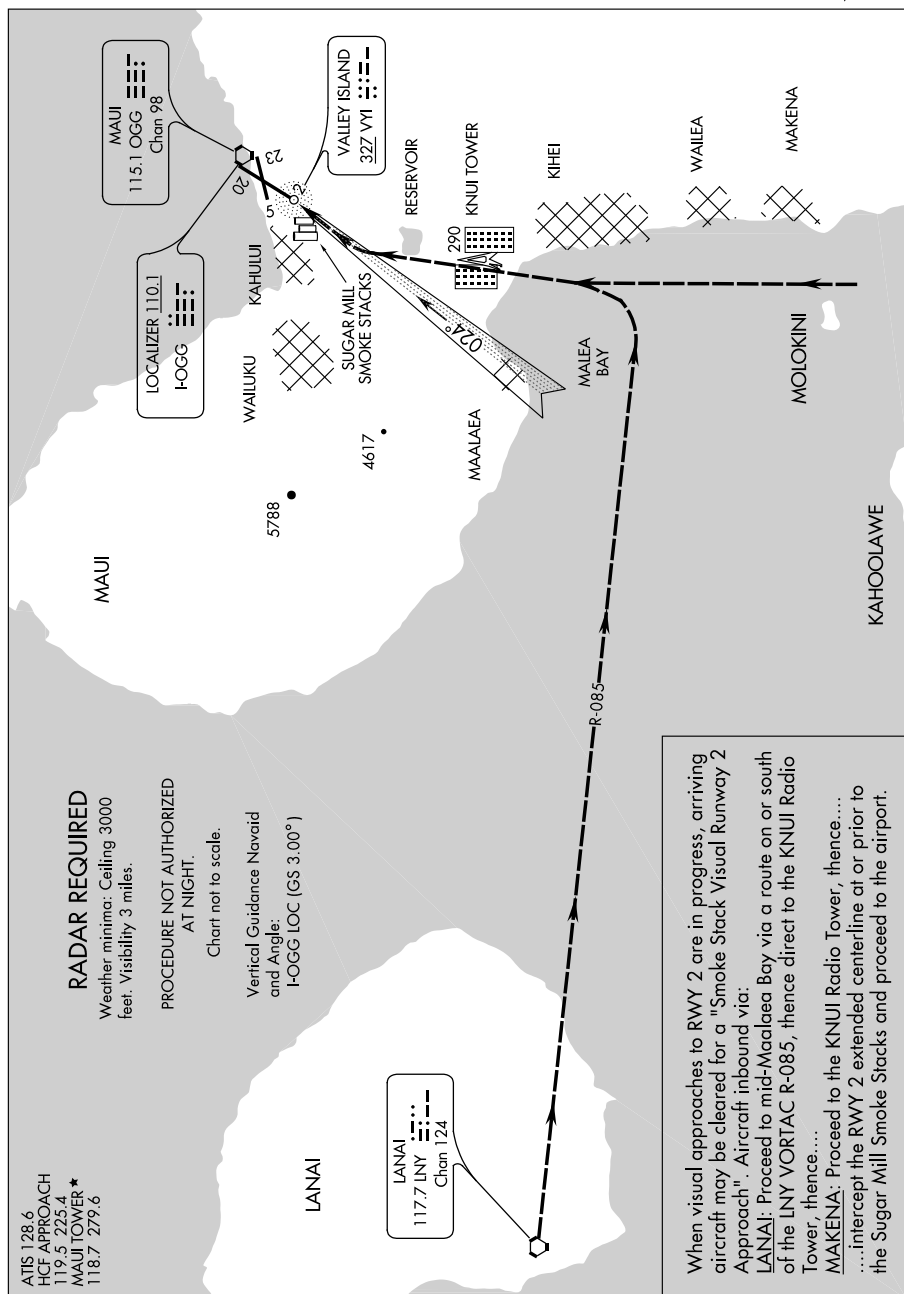 ATIS 128.6
HCF APPROACH
119.5 225.4
MAUI TOWER★
118.7 279.6
RADAR REQUIRED
Weather minima: Ceiling 3000
feet. Visibility 3 miles.
PROCEDURE NOT AUTHORIZED
AT NIGHT.
Chart not to scale.
Vertical Guidance Navaid
and Angle:
I-OGG LOC (GS 3.00°)
MAUI
5788
4617
WAILUKU
KAHULUI
LOCALIZER 110.1
I-OGG
MAUI
115.1 OGG
Chan 98
20
23
5
2
VALLEY ISLAND
327 VYI
SUGAR MILL
SMOKE STACKS
RESERVOIR
024°
MAALAEA
290
KNUI TOWER
KIHEI
WAILEA
MAKENA
MALEA
BAY
MOLOKINI
KAHOOLAWE
R-085
LANAI
LANAI
117.7 LNY
Chan 124
When visual approaches to RWY 2 are in progress, arriving
aircraft may be cleared for a "Smoke Stack Visual Runway 2
Approach". Aircraft inbound via:
LANAI: Proceed to mid-Maalaea Bay via a route on or south
of the LNY VORTAC R-085, thence direct to the KNUI Radio
Tower, thence....
MAKENA: Proceed to the KNUI Radio Tower, thence....
....intercept the RWY 2 extended centerline at or prior to
the Sugar Mill Smoke Stacks and proceed to the airport.